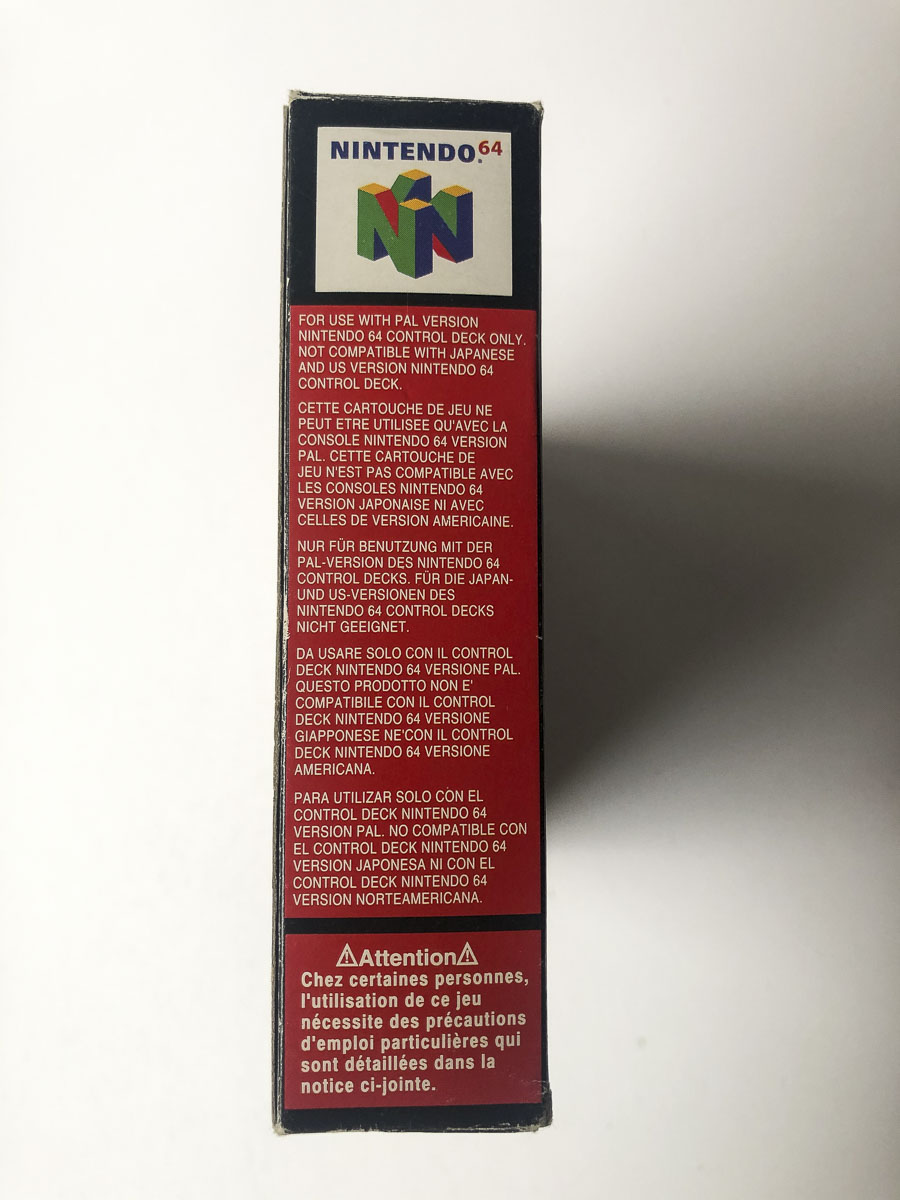 NINTENDO.64
FOR USE WITH PAL VERSION
NINTENDO 64 CONTROL DECK ONLY.
NOT COMPATIBLE WITH JAPANESE
AND US VERSION NINTENDO 64
CONTROL DECK.
CETTE CARTOUCHE DE JEU NE
PEUT ETRE UTILISEE QU'AVEC LA
CONSOLE NINTENDO 64 VERSION
PAL. CETTE CARTOUCHE DE
JEU N'EST PAS COMPATIBLE AVEC
LES CONSOLES NINTENDO 64
VERSION JAPONAISE NI AVEC
CELLES DE VERSION AMERICAINE.
NUR FÜR BENUTZUNG MIT DER
PAL-VERSION DES NINTENDO 64
CONTROL DECKS. FÜR DIE JAPAN-
UND US-VERSIONEN DES
NINTENDO 64 CONTROL DECKS
NICHT GEEIGNET.
DA USARE SOLO CON IL CONTROL
DECK NINTENDO 64 VERSIONE PAL.
QUESTO PRODOTTO NON E'
COMPATIBILE CON IL CONTROL
DECK NINTENDO 64 VERSIONE
GIAPPONESE NE'CON IL CONTROL
DECK NINTENDO 64 VERSIONE
AMERICANA.
PARA UTILIZAR SOLO CON EL
CONTROL DECK NINTENDO 64
VERSION PAL. NO COMPATIBLE CON
EL CONTROL DECK NINTENDO 64
VERSION JAPONESA NI CON EL
CONTROL DECK NINTENDO 64
VERSION NORTEAMERICANA.
⚠Attention⚠
Chez certaines personnes,
l'utilisation de ce jeu
nécessite des précautions
d'emploi particulières qui
sont détaillées dans la
notice ci-jointe.